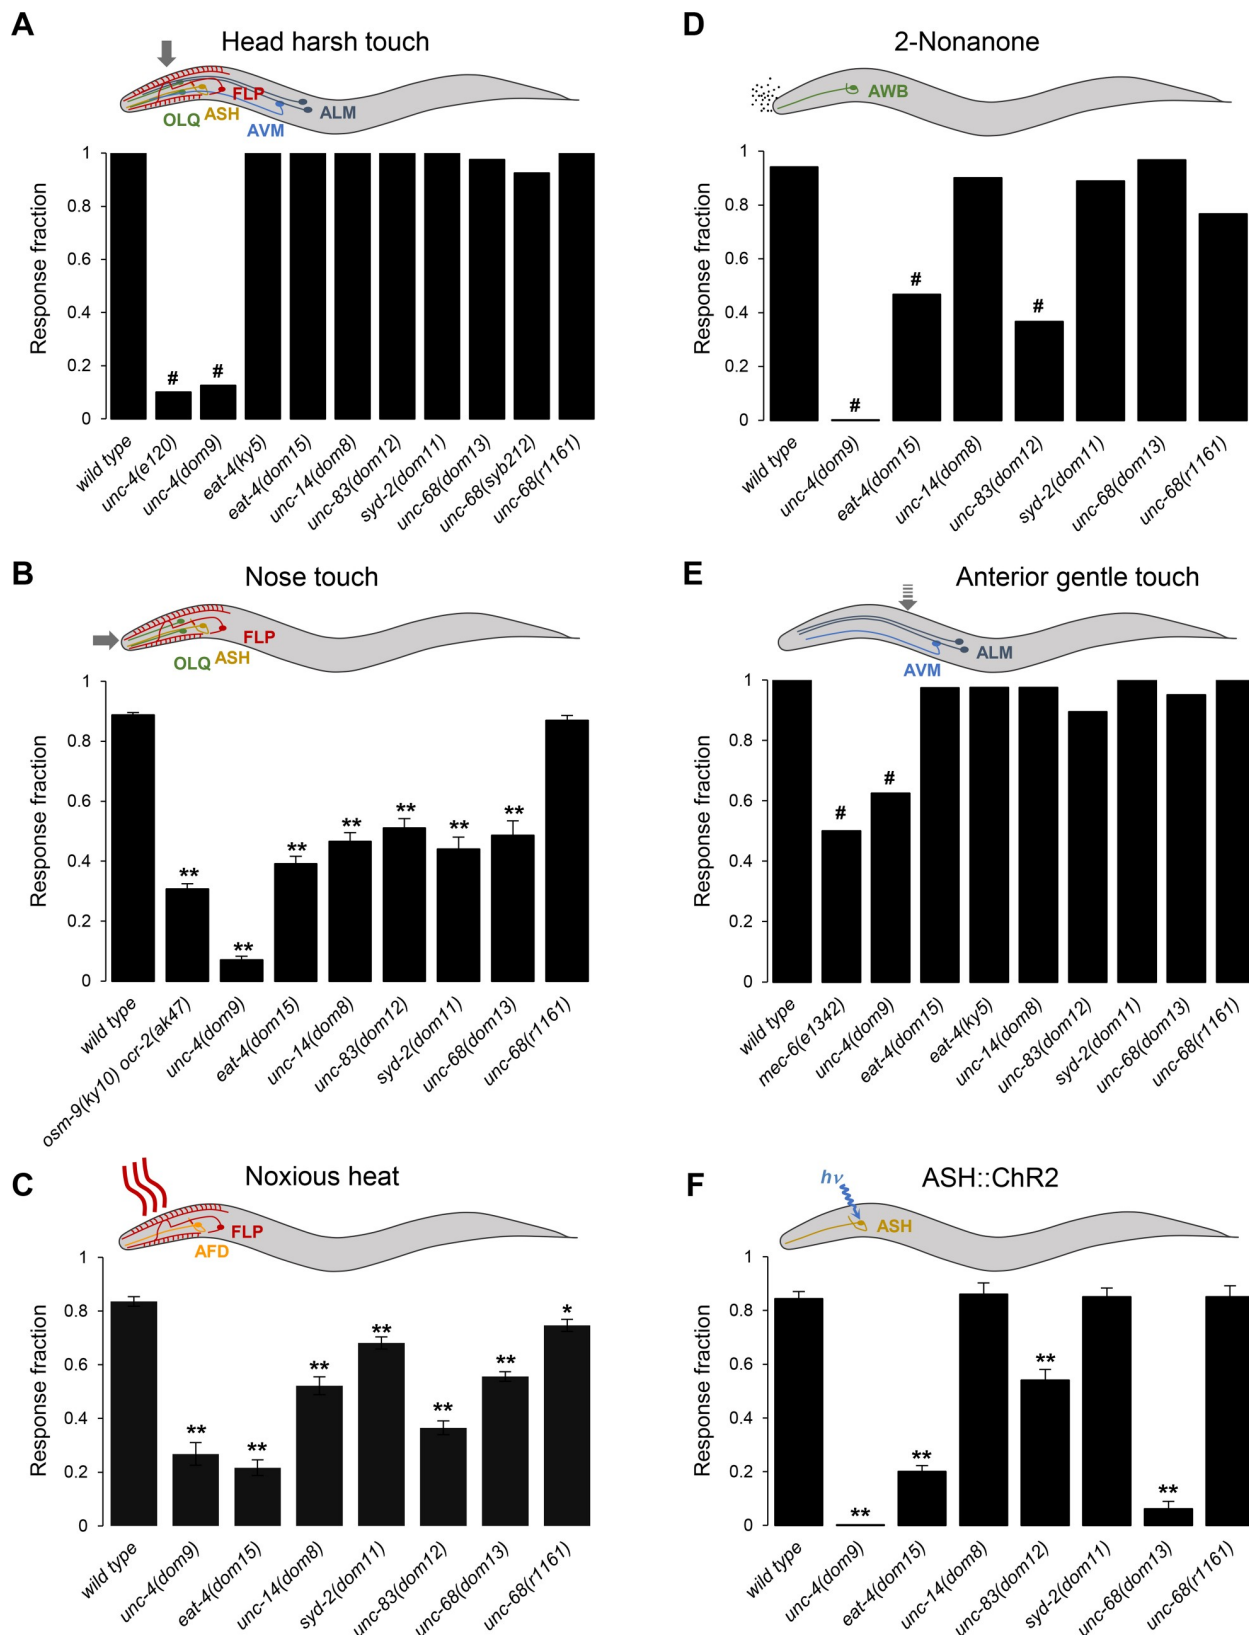 A
Head harsh touch
FLP
OLQ
ASH
AVM
ALM
Response fraction
1
0.8
0.6
0.4
0.2
0
#
#
wild type
unc-4(e120)
unc-4(dom9)
eat-4(ky5)
eat-4(dom15)
unc-14(dom8)
unc-83(dom12)
syd-2(dom11)
unc-68(dom13)
unc-68(syb212)
unc-68(r1161)
B
Nose touch
FLP
OLQ
ASH
Response fraction
1
0.8
0.6
0.4
0.2
0
**
**
**
**
**
**
**
wild type
osm-9(ky10) ocr-2(ak47)
unc-4(dom9)
eat-4(dom15)
unc-14(dom8)
unc-83(dom12)
syd-2(dom11)
unc-68(dom13)
unc-68(r1161)
C
Noxious heat
FLP
AFD
Response fraction
1
0.8
0.6
0.4
0.2
0
**
**
**
**
**
**
*
wild type
unc-4(dom9)
eat-4(dom15)
unc-14(dom8)
syd-2(dom11)
unc-83(dom12)
unc-68(dom13)
unc-68(r1161)
D
2-Nonanone
AWB
Response fraction
1
0.8
0.6
0.4
0.2
0
#
#
#
wild type
unc-4(dom9)
eat-4(dom15)
unc-14(dom8)
unc-83(dom12)
syd-2(dom11)
unc-68(dom13)
unc-68(r1161)
E
Anterior gentle touch
ALM
AVM
Response fraction
1
0.8
0.6
0.4
0.2
0
#
#
wild type
mec-6(e1342)
unc-4(dom9)
eat-4(dom15)
eat-4(ky5)
unc-14(dom8)
unc-83(dom12)
syd-2(dom11)
unc-68(dom13)
unc-68(r1161)
F
ASH::ChR2
hν
ASH
Response fraction
1
0.8
0.6
0.4
0.2
0
**
**
**
**
wild type
unc-4(dom9)
eat-4(dom15)
unc-14(dom8)
unc-83(dom12)
syd-2(dom11)
unc-68(dom13)
unc-68(r1161)